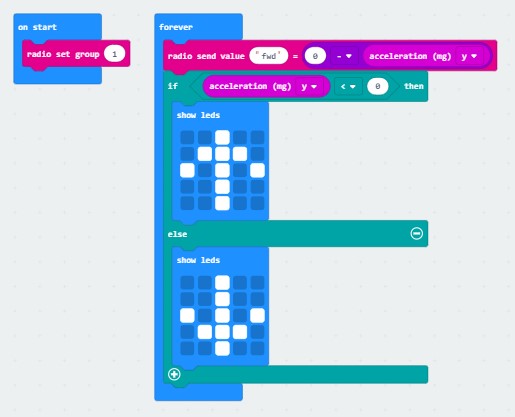 on start
radio set group 1
forever
radio send value "fwd" = 0 - acceleration (mg) y
if acceleration (mg) y < 0 then
show leds
else
show leds